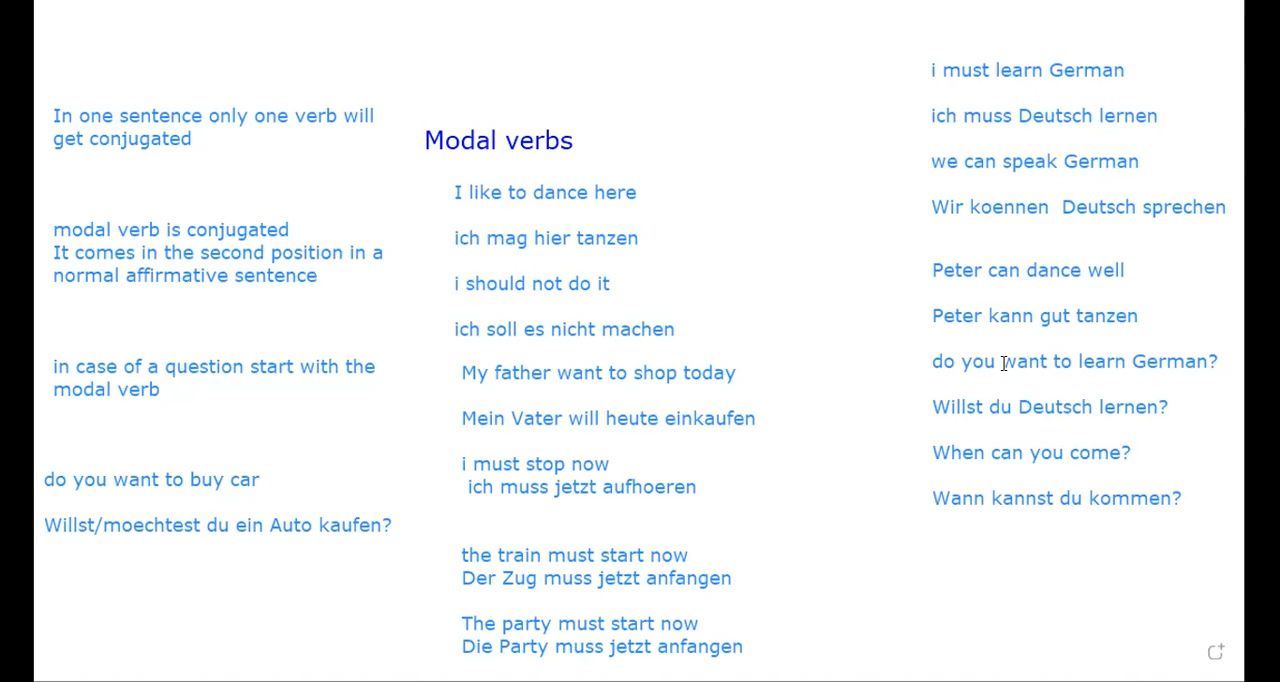 In one sentence only one verb will
get conjugated
modal verb is conjugated
It comes in the second position in a
normal affirmative sentence
in case of a question start with the
modal verb
do you want to buy car
Willst/moechtest du ein Auto kaufen?
Modal verbs
I like to dance here
ich mag hier tanzen
i should not do it
ich soll es nicht machen
My father want to shop today
Mein Vater will heute einkaufen
i must stop now
ich muss jetzt aufhoeren
the train must start now
Der Zug muss jetzt anfangen
The party must start now
Die Party muss jetzt anfangen
i must learn German
ich muss Deutsch lernen
we can speak German
Wir koennen  Deutsch sprechen
Peter can dance well
Peter kann gut tanzen
do you want to learn German?
Willst du Deutsch lernen?
When can you come?
Wann kannst du kommen?